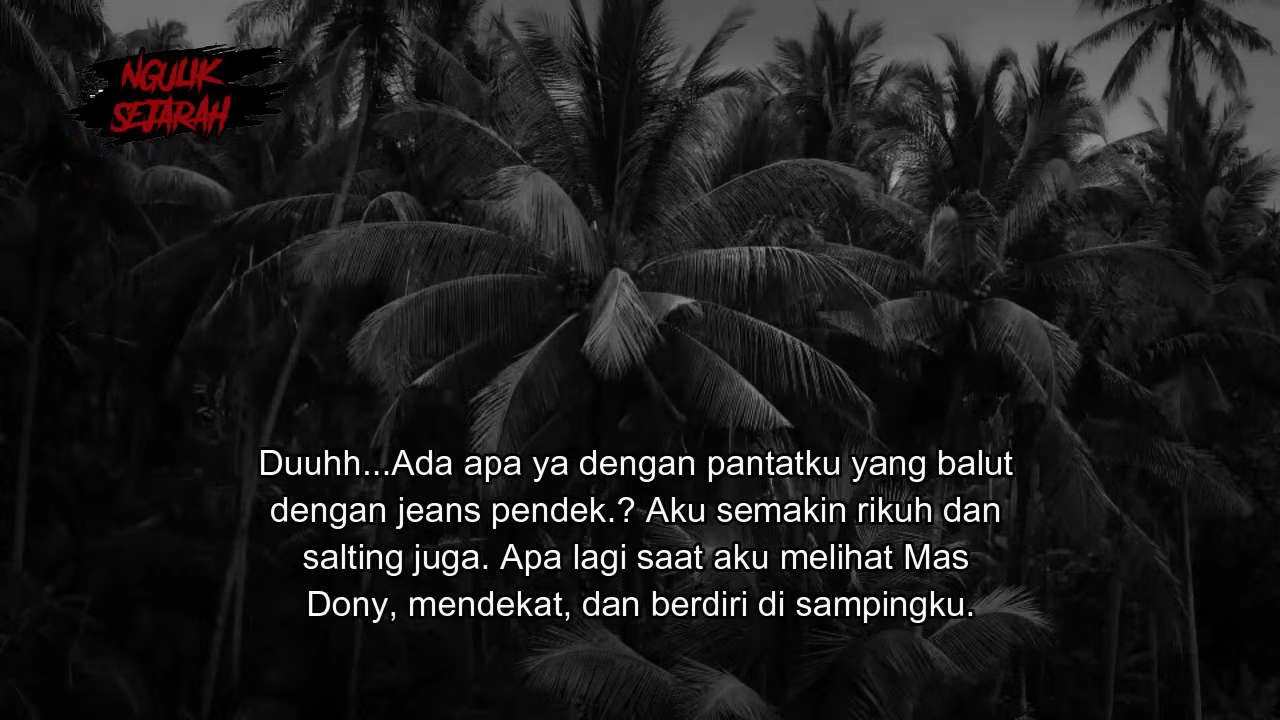 NGULIK
SEJARAH
Duuhh...Ada apa ya dengan pantatku yang balut
dengan jeans pendek.? Aku semakin rikuh dan
salting juga. Apa lagi saat aku melihat Mas
Dony, mendekat, dan berdiri di sampingku.